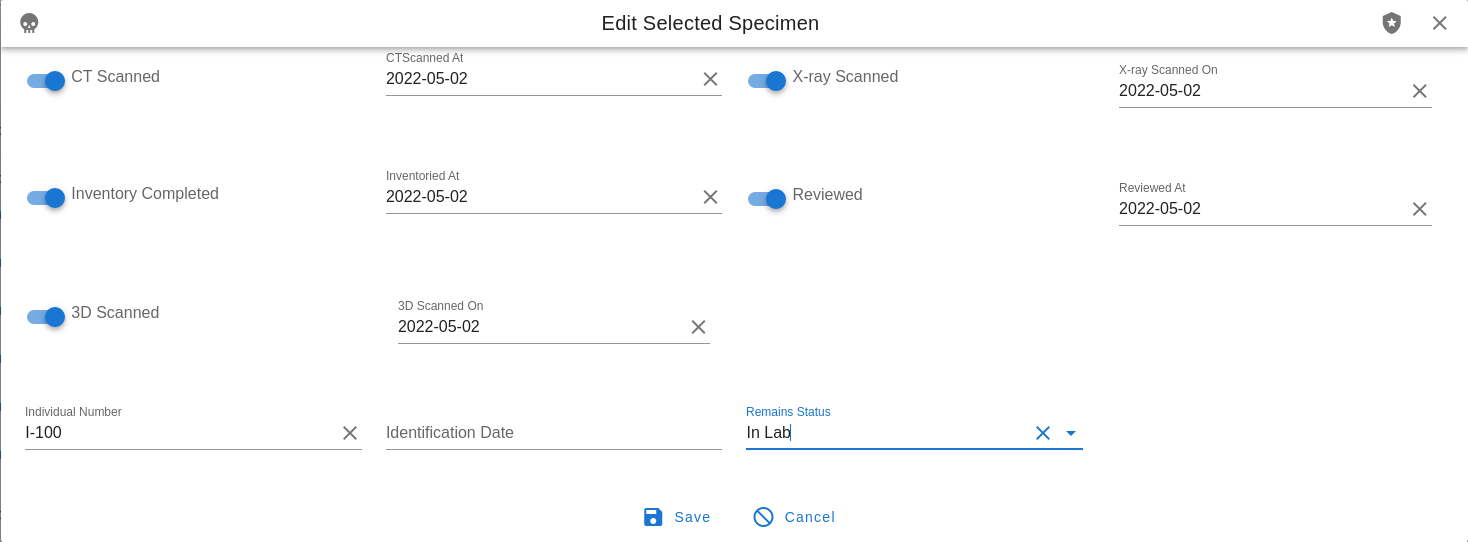 Edit Selected Specimen
CT Scanned
CTScanned At
2022-05-02
X-ray Scanned
X-ray Scanned On
2022-05-02
Inventory Completed
Inventoried At
2022-05-02
Reviewed
Reviewed At
2022-05-02
3D Scanned
3D Scanned On
2022-05-02
Individual Number
I-100
Identification Date
Remains Status
In Lab
Save
Cancel